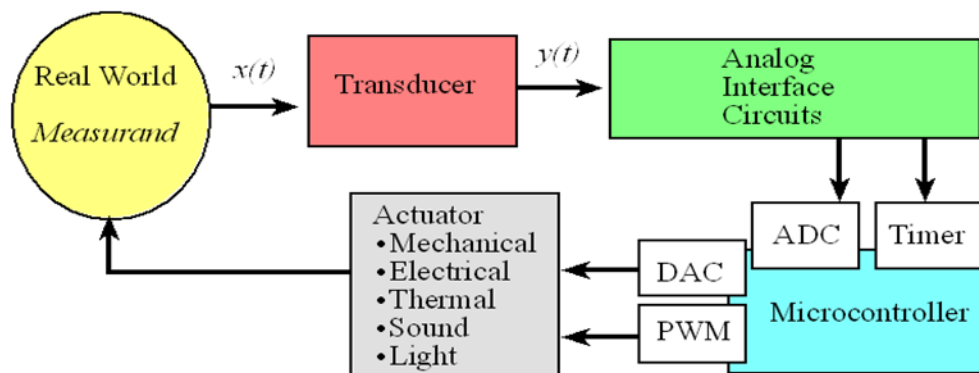 Real World
Measurand
x(t)
Transducer
y(t)
Analog
Interface
Circuits
ADC
Timer
Microcontroller
DAC
PWM
Actuator
•Mechanical
•Electrical
•Thermal
•Sound
•Light